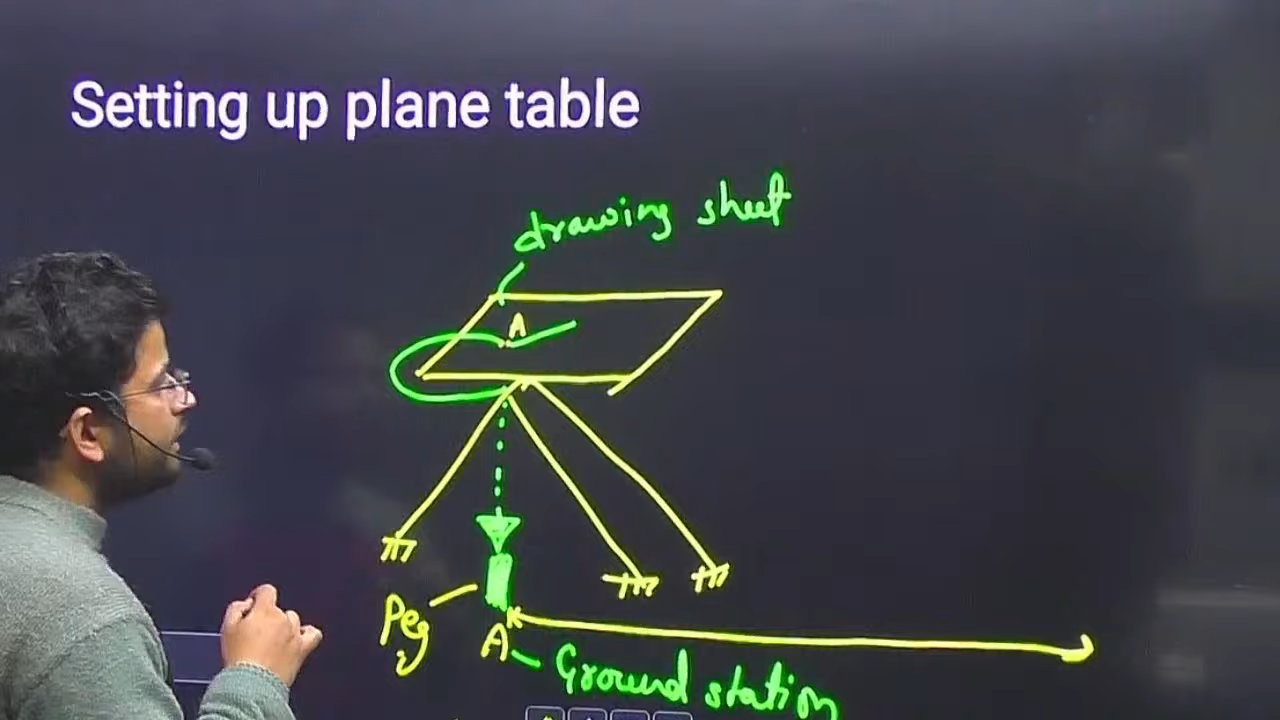 Setting up plane table
drawing sheet
A
Peg
A
Ground station